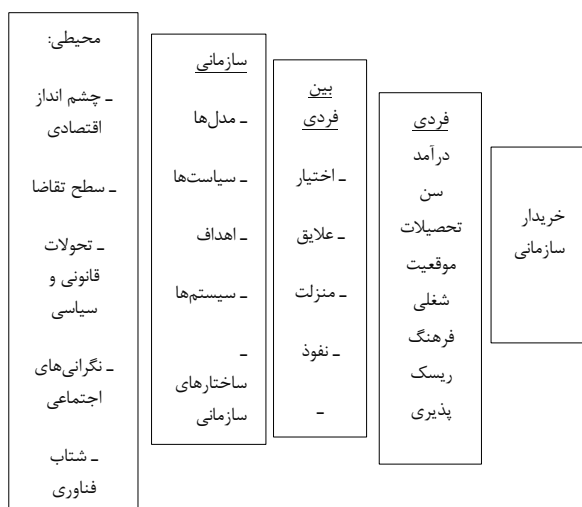 محیطی:
ـ چشم انداز
اقتصادی
ـ سطح تقاضا
ـ تحولات
قانونی و
سیاسی
ـ نگرانی‌های
اجتماعی
ـ شتاب
فناوری
سازمانی
ـ مدل‌ها
ـ سیاست‌ها
ـ اهداف
ـ سیستم‌ها
ـ
ساختارهای
سازمانی
بین
فردی
ـ اختیار
ـ علایق
ـ منزلت
ـ نفوذ
ـ
فردی
درآمد
سن
تحصیلات
موقعیت
شغلی
فرهنگ
ریسک
پذیری
خریدار
سازمانی